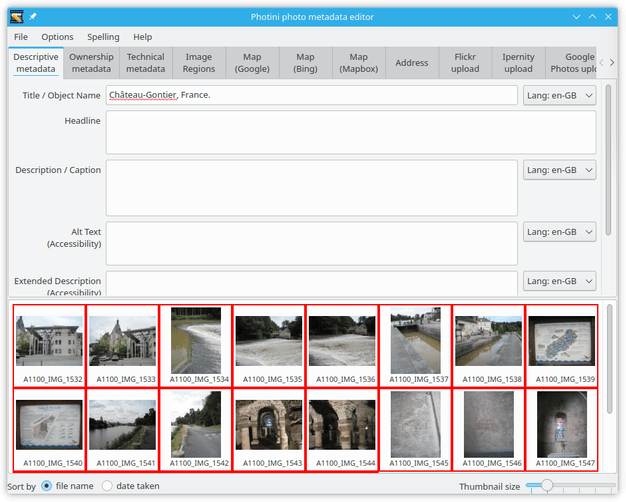 Photini photo metadata editor
File Options Spelling Help
Descriptive metadata
Ownership metadata
Technical metadata
Image Regions
Map (Google)
Map (Bing)
Map (Mapbox)
Address
Flickr upload
Ipernity upload
Google Photos uplo
Title / Object Name Château-Gontier, France. Lang: en-GB
Headline
Description / Caption Lang: en-GB
Alt Text Lang: en-GB
(Accessibility)
Extended Description Lang: en-GB
(Accessibility)
A1100_IMG_1532 A1100_IMG_1533 A1100_IMG_1534 A1100_IMG_1535 A1100_IMG_1536 A1100_IMG_1537 A1100_IMG_1538 A1100_IMG_1539
A1100_IMG_1540 A1100_IMG_1541 A1100_IMG_1542 A1100_IMG_1543 A1100_IMG_1544 A1100_IMG_1545 A1100_IMG_1546 A1100_IMG_1547
Sort by file name date taken Thumbnail size